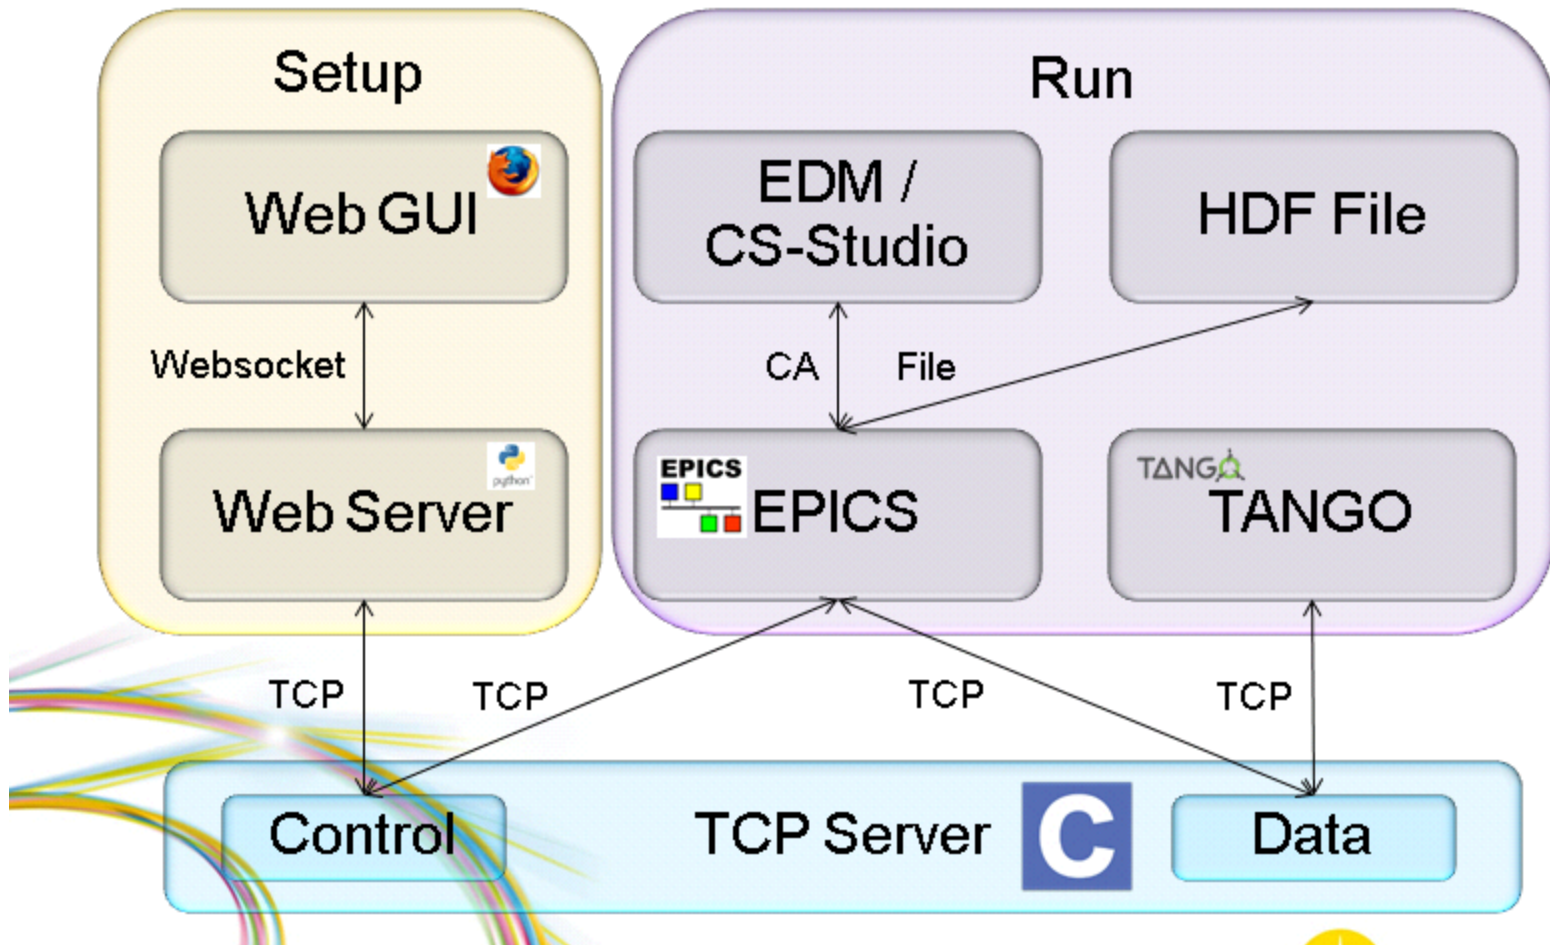 Setup
Run
Web GUI
EDM /
CS-Studio
HDF File
Websocket
CA
File
python
Web Server
EPICS
EPICS
TANGO
TANGO
TCP
TCP
TCP
TCP
Control
TCP Server
C
Data